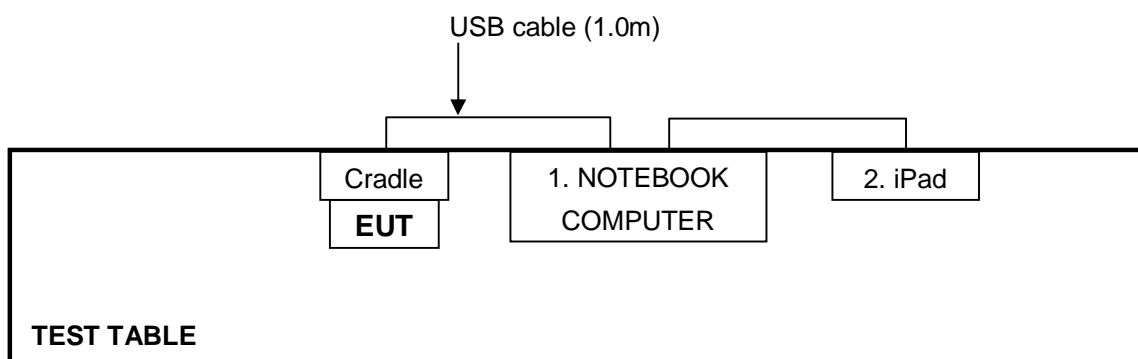 USB cable (1.0m)
Cradle
EUT
1. NOTEBOOK
COMPUTER
2. iPad
TEST TABLE